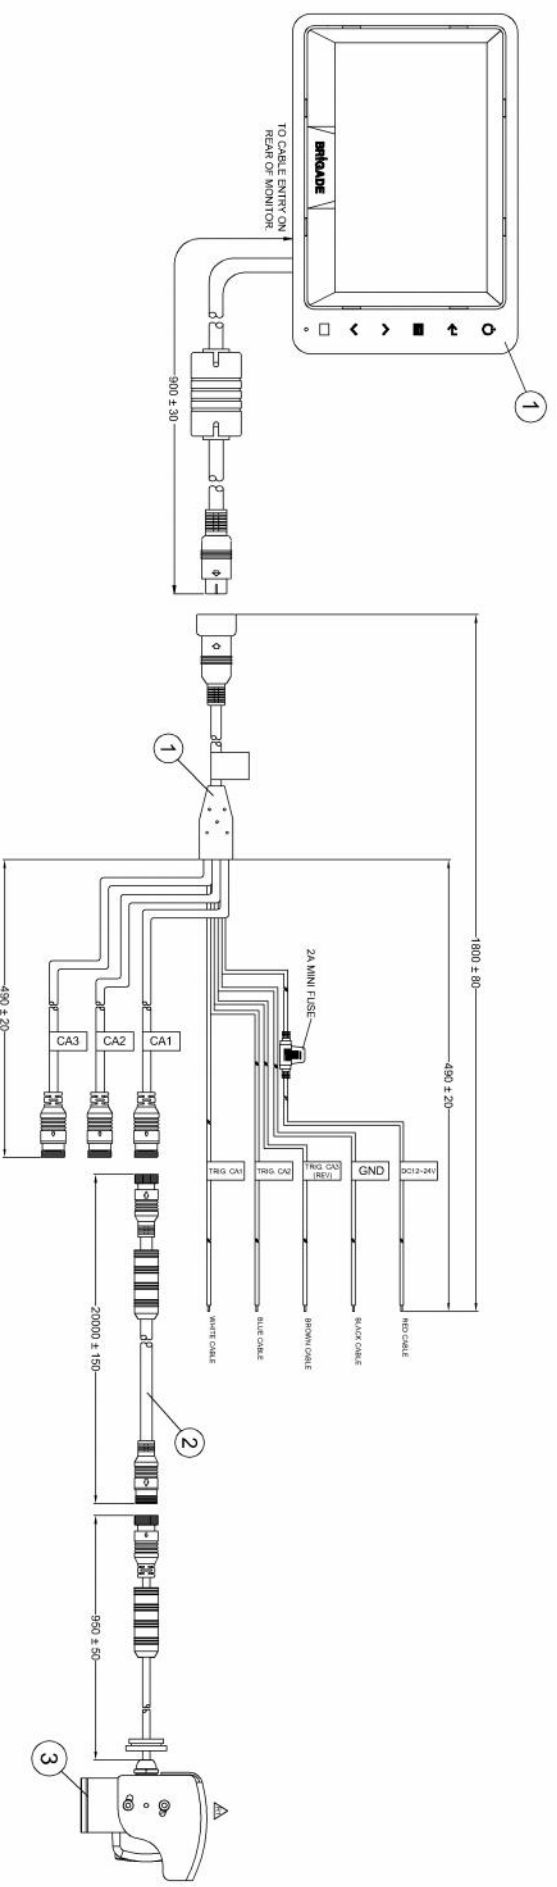 BRIGADE
TO CABLE ENTRY ON
REAR OF MONITOR.
1
900 ± 30
1
1800 ± 80
490 ± 20
490 ± 20
2A MINI FUSE
CA3
CA2
CA1
TRIG. CA1
TRIG. CA2
TRIG. CA3
(REV)
GND
DC12~24V
WHITE CABLE
BLUE CABLE
BROWN CABLE
BLACK CABLE
RED CABLE
20000 ± 150
2
950 ± 50
3